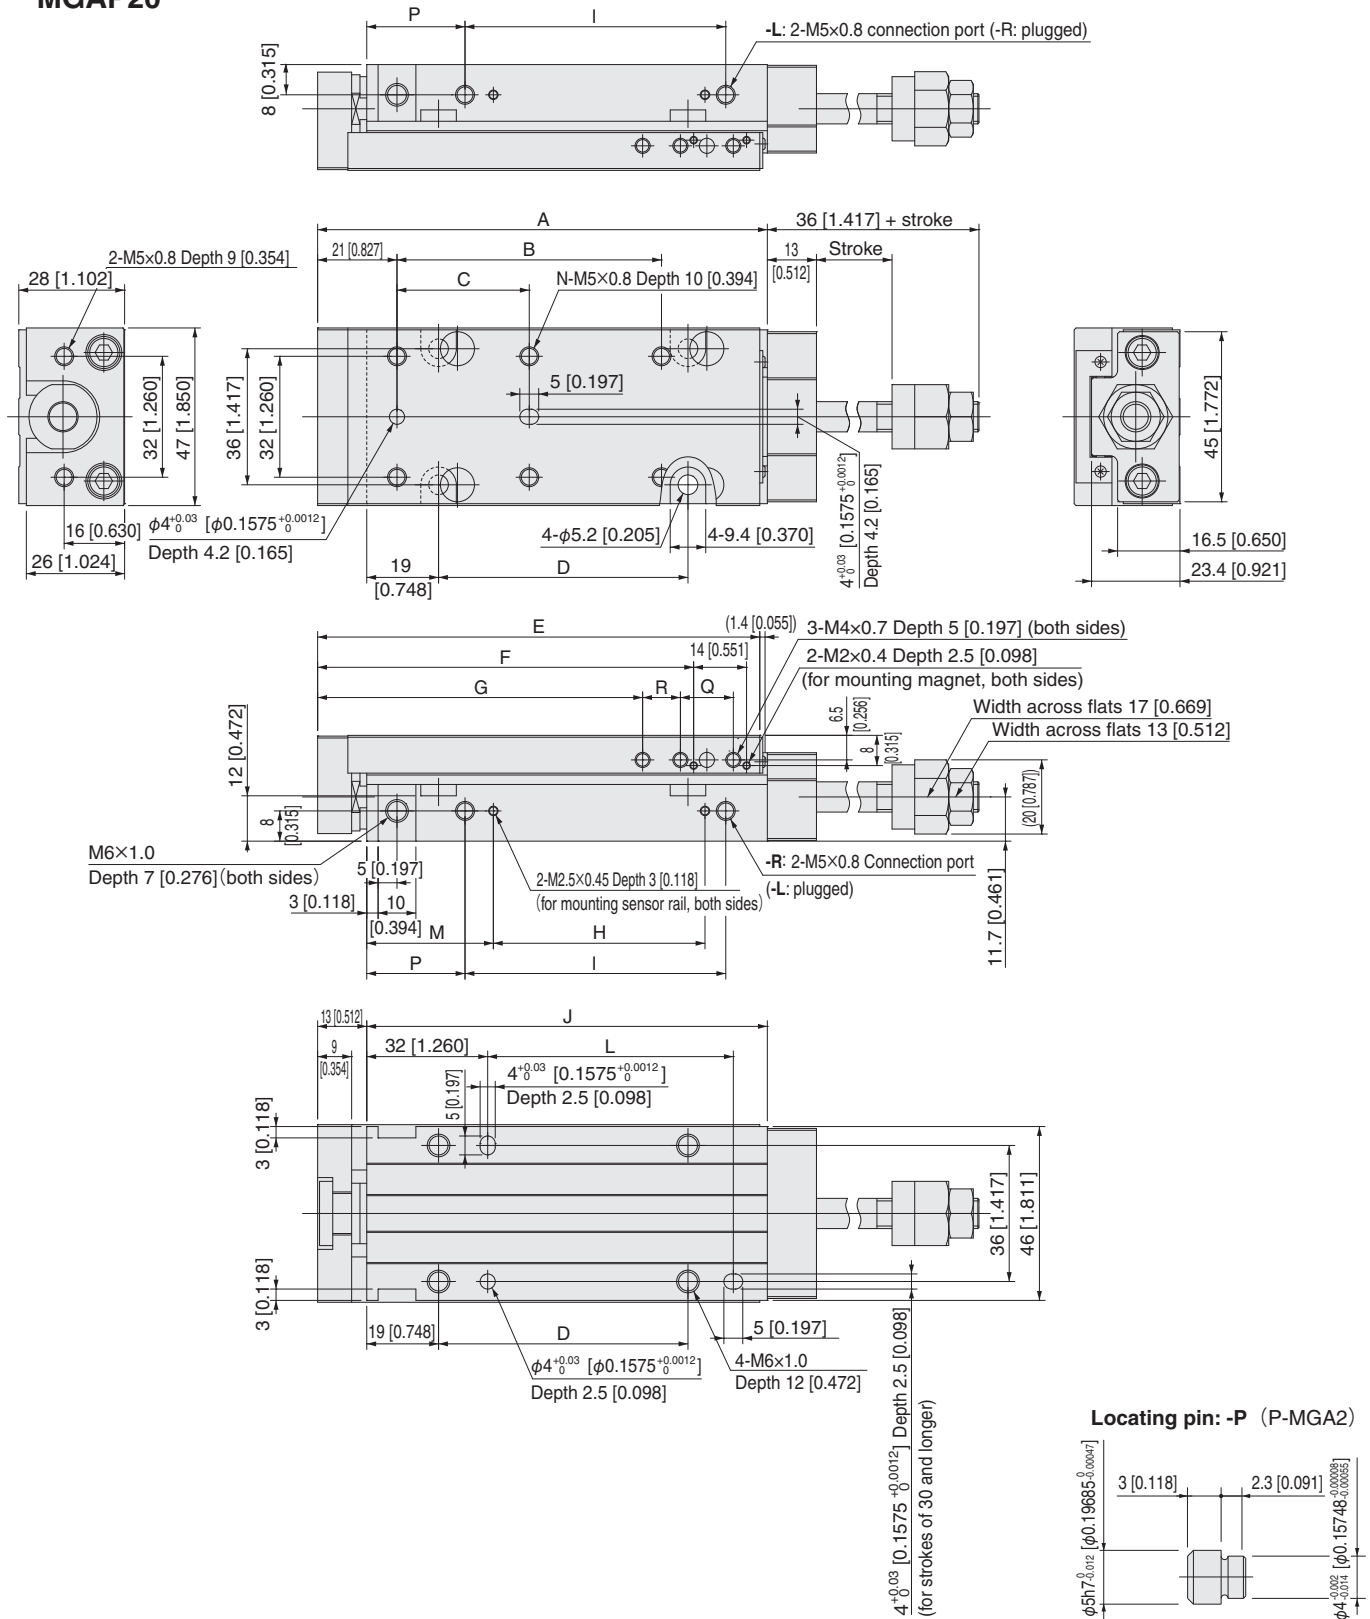 MGAP20
P
I
-L: 2-M5×0.8 connection port (-R: plugged)
8 [0.315]
A
36 [1.417] + stroke
21 [0.827]
B
13
[0.512]
Stroke
2-M5×0.8 Depth 9 [0.354]
28 [1.102]
C
N-M5×0.8 Depth 10 [0.394]
5 [0.197]
32 [1.260]
47 [1.850]
36 [1.417]
32 [1.260]
45 [1.772]
16 [0.630]
26 [1.024]
φ4+0.03 0 [φ0.1575+0.0012 0]
Depth 4.2 [0.165]
4-φ5.2 [0.205]
4-9.4 [0.370]
4+0.03 0 [0.1575+0.0012 0]
Depth 4.2 [0.165]
16.5 [0.650]
23.4 [0.921]
19
[0.748]
D
E
(1.4 [0.055])
3-M4×0.7 Depth 5 [0.197] (both sides)
F
14 [0.551]
2-M2×0.4 Depth 2.5 [0.098]
(for mounting magnet, both sides)
G
R
Q
6.5
[0.256]
8
[0.315]
Width across flats 17 [0.669]
Width across flats 13 [0.512]
12 [0.472]
8
[0.315]
(20 [0.787])
M6×1.0
Depth 7 [0.276] (both sides)
5 [0.197]
3 [0.118]
10
[0.394]
2-M2.5×0.45 Depth 3 [0.118]
(for mounting sensor rail, both sides)
-R: 2-M5×0.8 Connection port
(-L: plugged)
11.7 [0.461]
M
H
P
I
13 [0.512]
J
9
[0.354]
32 [1.260]
L
5 [0.197]
4+0.03 0 [0.1575+0.0012 0]
Depth 2.5 [0.098]
3 [0.118]
36 [1.417]
46 [1.811]
3 [0.118]
19 [0.748]
D
5 [0.197]
φ4+0.03 0 [φ0.1575+0.0012 0]
Depth 2.5 [0.098]
4-M6×1.0
Depth 12 [0.472]
4+0.03 0 [0.1575 +0.0012 0] Depth 2.5 [0.098]
(for strokes of 30 and longer)
Locating pin: -P (P-MGA2)
φ5h7 0 -0.012 [φ0.19685 0 -0.00047]
3 [0.118]
2.3 [0.091]
φ4-0.002 -0.014 [φ0.15748-0.00008 -0.00055]